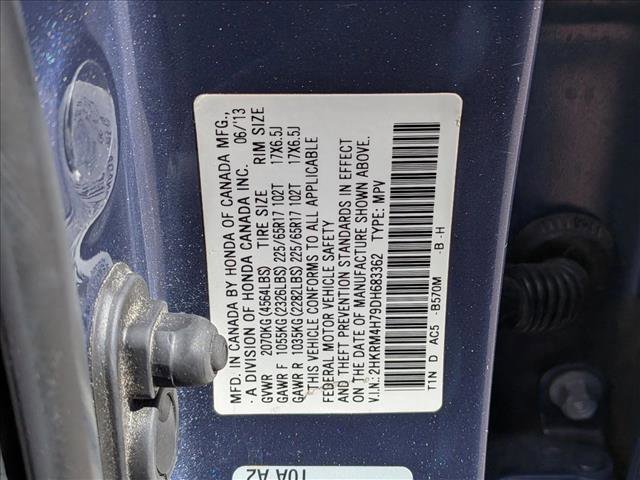 MFD. IN CANADA BY HONDA OF CANADA MFG.,
A DIVISION OF HONDA CANADA INC. 06/'13
GVWR 2070KG(4564LBS) TIRE SIZE RIM SIZE
GAWR F 1055KG(2326LBS)225/65R17 102T 17X6.5J
GAWR R 1035KG(2282LBS)225/65R17 102T 17X6.5J
THIS VEHICLE CONFORMS TO ALL APPLICABLE
FEDERAL MOTOR VEHICLE SAFETY
AND THEFT PREVENTION STANDARDS IN EFFECT
ON THE DATE OF MANUFACTURE SHOWN ABOVE.
V.I.N:2HKRM4H79DH683362 TYPE: MPV
T1N D AC5 -B570M -B -H
10A A2